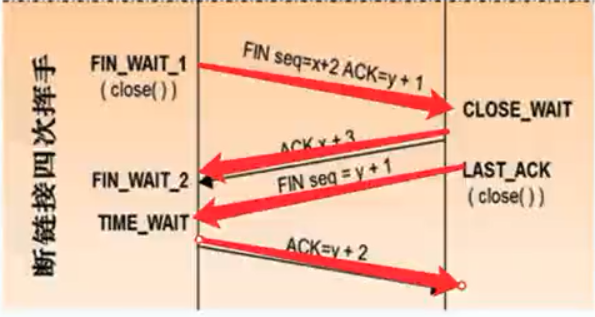 断链接四次挥手
FIN_WAIT_1
( close( ) )
FIN seq=x+2 ACK=y + 1
CLOSE_WAIT
ACK x + 3
FIN_WAIT_2
FIN seq = y + 1
LAST_ACK
( close( ) )
TIME_WAIT
ACK=y + 2